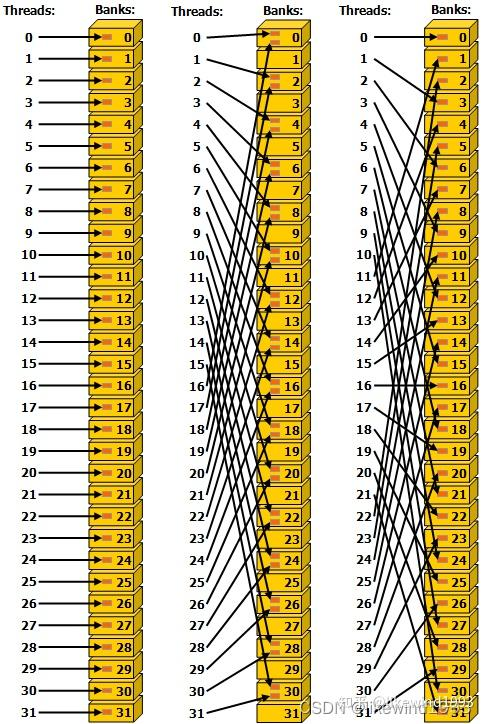 Threads: Banks: Threads: Banks: Threads: Banks:
0 0 0 0 0 0
1 1 1 1 1 1
2 2 2 2 2 2
3 3 3 3 3 3
4 4 4 4 4 4
5 5 5 5 5 5
6 6 6 6 6 6
7 7 7 7 7 7
8 8 8 8 8 8
9 9 9 9 9 9
10 10 10 10 10 10
11 11 11 11 11 11
12 12 12 12 12 12
13 13 13 13 13 13
14 14 14 14 14 14
15 15 15 15 15 15
16 16 16 16 16 16
17 17 17 17 17 17
18 18 18 18 18 18
19 19 19 19 19 19
20 20 20 20 20 20
21 21 21 21 21 21
22 22 22 22 22 22
23 23 23 23 23 23
24 24 24 24 24 24
25 25 25 25 25 25
26 26 26 26 26 26
27 27 27 27 27 27
28 28 28 28 28 28
29 29 29 29 29 29
30 30 30 30 30 30
知乎 @likewind1993
31 31 31 31 31 31
CSDN @likewind1993